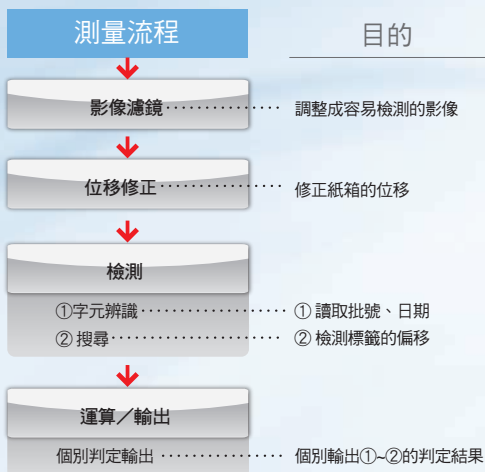 測量流程 目的
影像濾鏡‥‥‥‥‥‥‥ 調整成容易檢測的影像
位移修正‥‥‥‥‥‥‥ 修正紙箱的位移
檢測
①字元辨識‥‥‥‥‥‥‥ ① 讀取批號、日期
② 搜尋‥‥‥‥‥‥‥‥‥ ② 檢測標籤的偏移
運算／輸出
個別判定輸出 ‥‥‥‥‥‥ 個別輸出①~②的判定結果